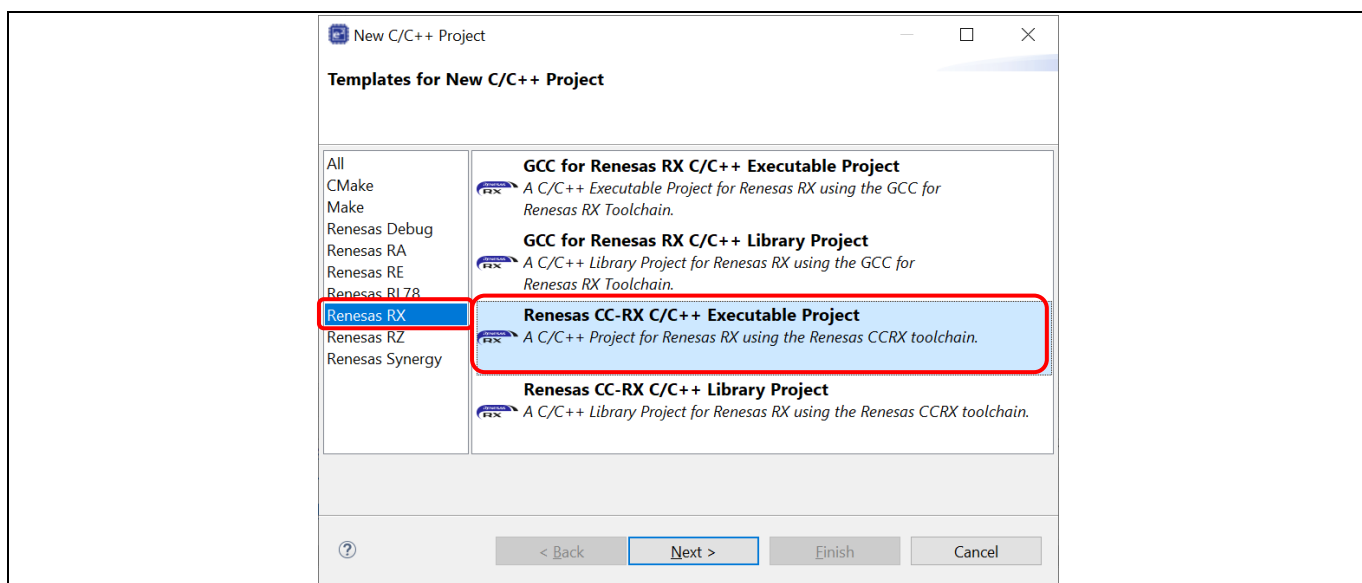 New C/C++ Project
Templates for New C/C++ Project
All
CMake
Make
Renesas Debug
Renesas RA
Renesas RE
Renesas RL78
Renesas RX
Renesas RZ
Renesas Synergy
GCC for Renesas RX C/C++ Executable Project
RX A C/C++ Executable Project for Renesas RX using the GCC for
Renesas RX Toolchain.
GCC for Renesas RX C/C++ Library Project
RX A C/C++ Library Project for Renesas RX using the GCC for
Renesas RX Toolchain.
Renesas CC-RX C/C++ Executable Project
RX A C/C++ Project for Renesas RX using the Renesas CCRX toolchain.
Renesas CC-RX C/C++ Library Project
RX A C/C++ Library Project for Renesas RX using the Renesas CCRX toolchain.
? < Back Next > Finish Cancel